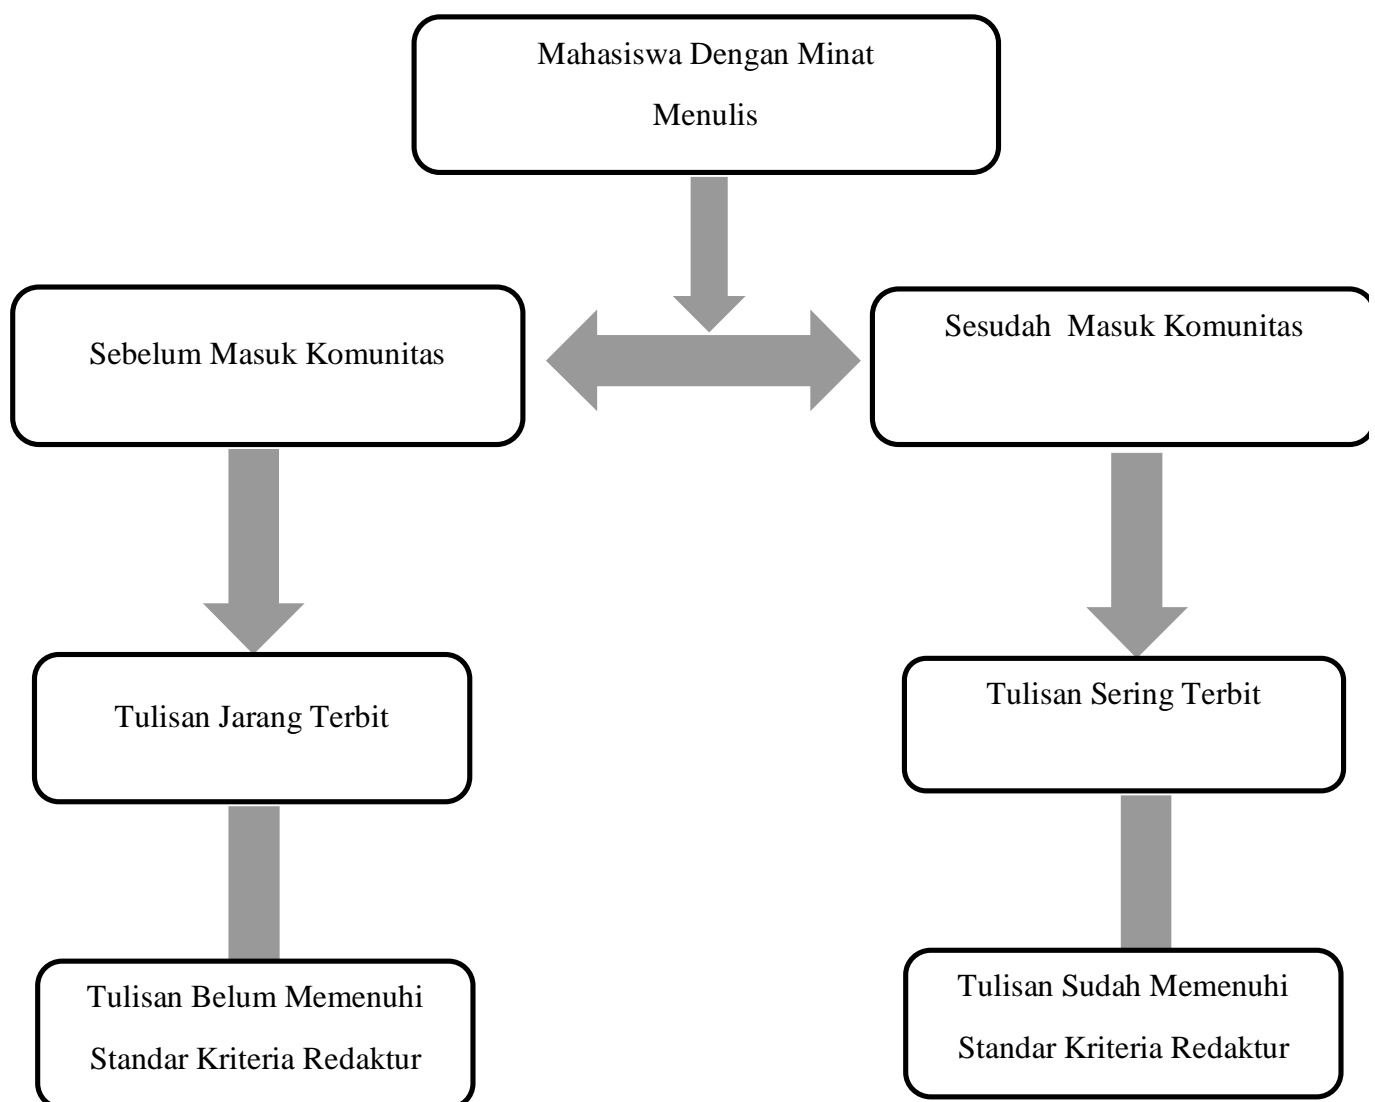 Mahasiswa Dengan Minat
Menulis
Sebelum Masuk Komunitas
Sesudah  Masuk Komunitas
Tulisan Jarang Terbit
Tulisan Sering Terbit
Tulisan Belum Memenuhi
Standar Kriteria Redaktur
Tulisan Sudah Memenuhi
Standar Kriteria Redaktur